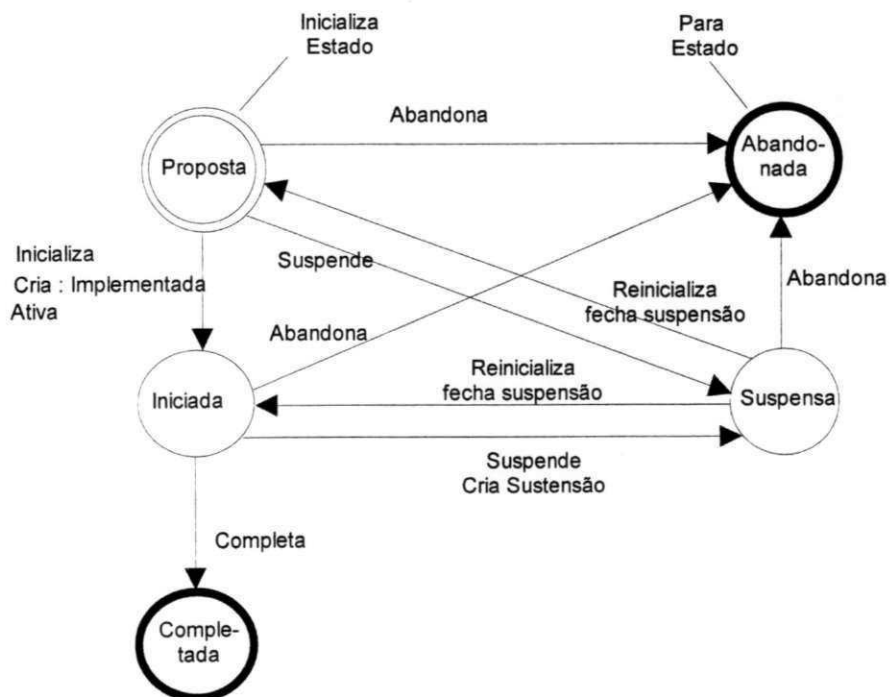 Inicializa
Estado
Para
Estado
Abandona
Proposta
Abando-
nada
Inicializa
Cria : Implementada
Ativa
Suspende
Abandona
Reinicializa
fecha suspensão
Abandona
Reinicializa
fecha suspensão
Iniciada
Suspensa
Suspende
Cria Sustensão
Completa
Comple-
tada